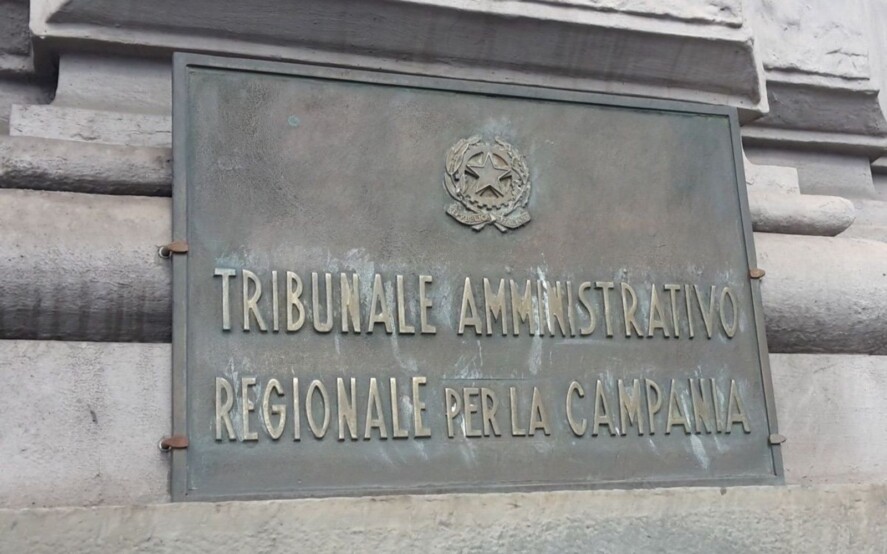 TRIBUNALE AMMINISTRATIVO
REGIONALE PER LA CAMPANIA